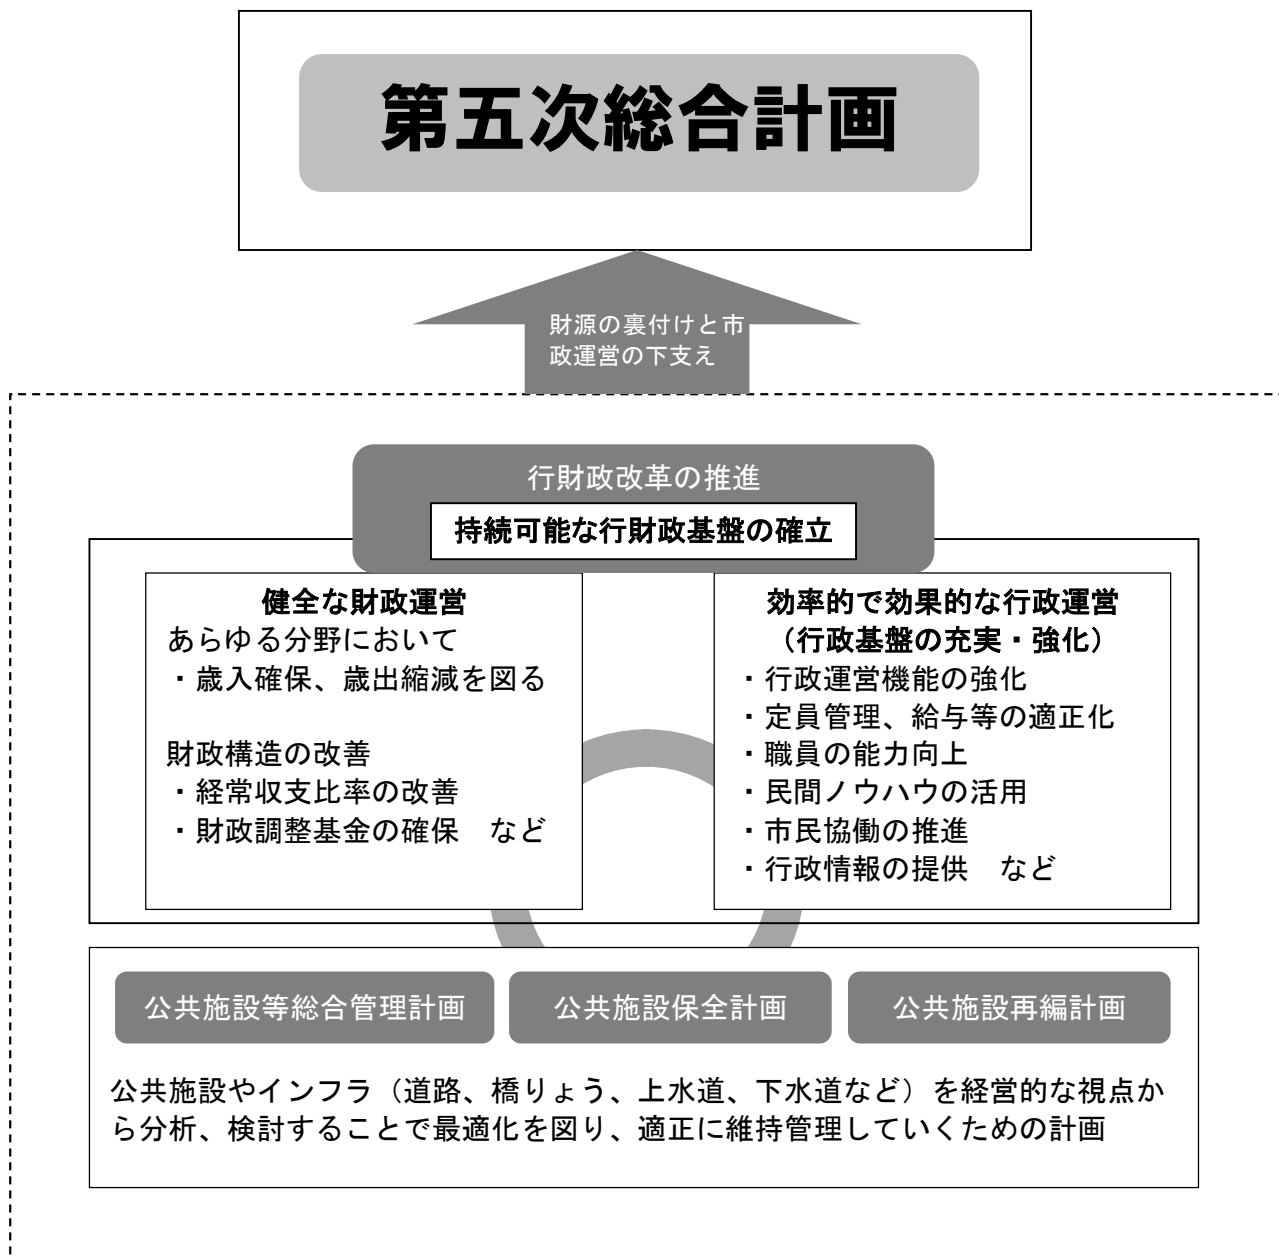 第五次総合計画
財源の裏付けと市
政運営の下支え
行財政改革の推進
持続可能な行財政基盤の確立
健全な財政運営
あらゆる分野において
・歳入確保、歳出縮減を図る
財政構造の改善
・経常収支比率の改善
・財政調整基金の確保　など
効率的で効果的な行政運営
（行政基盤の充実・強化）
・行政運営機能の強化
・定員管理、給与等の適正化
・職員の能力向上
・民間ノウハウの活用
・市民協働の推進
・行政情報の提供　など
公共施設等総合管理計画
公共施設保全計画
公共施設再編計画
公共施設やインフラ（道路、橋りょう、上水道、下水道など）を経営的な視点か
ら分析、検討することで最適化を図り、適正に維持管理していくための計画